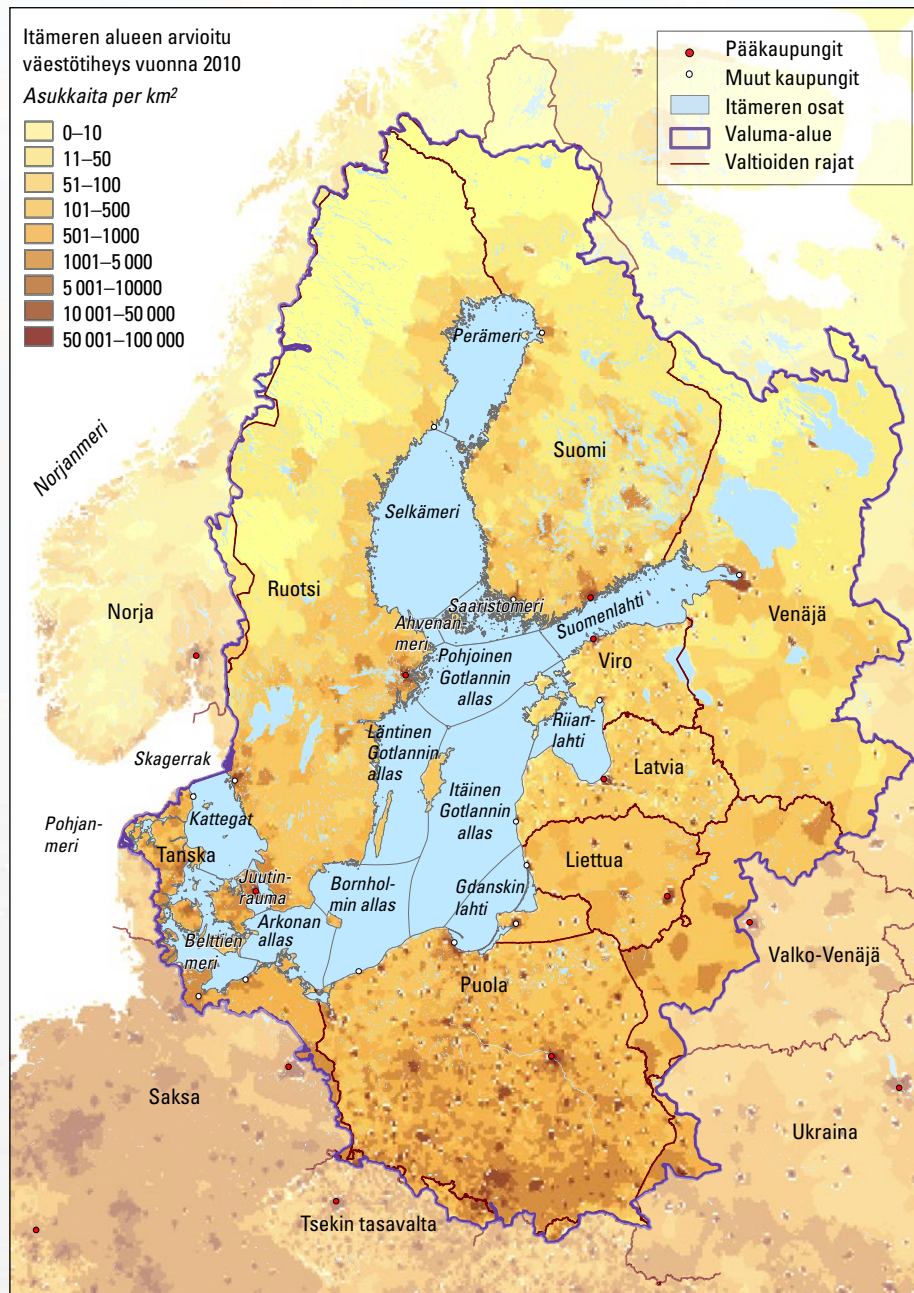 Itämeren alueen arvioitu
väestötiheys vuonna 2010
Asukkaita per km²
0–10
11–50
51–100
101–500
501–1000
1001–5 000
5 001–10000
10 001–50 000
50 001–100 000
Pääkaupungit
Muut kaupungit
Itämeren osat
Valuma-alue
Valtioiden rajat
Perämeri
Norjanmeri
Suomi
Selkämeri
Ruotsi
Norja
Saaristomeri
Suomenlahti
Venäjä
Ahvenan-
meri
Pohjoinen
Gotlannin
allas
Viro
Riian-
lahti
Läntinen
Gotlannin
allas
Skagerrak
Latvia
Itäinen
Gotlannin
allas
Kattegat
Pohjan-
meri
Tanska
Liettua
Juutin-
rauma
Bornhol-
min allas
Gdanskin
lahti
Arkonan
allas
Belttien
meri
Valko-Venäjä
Puola
Saksa
Ukraina
Tsekin tasavalta